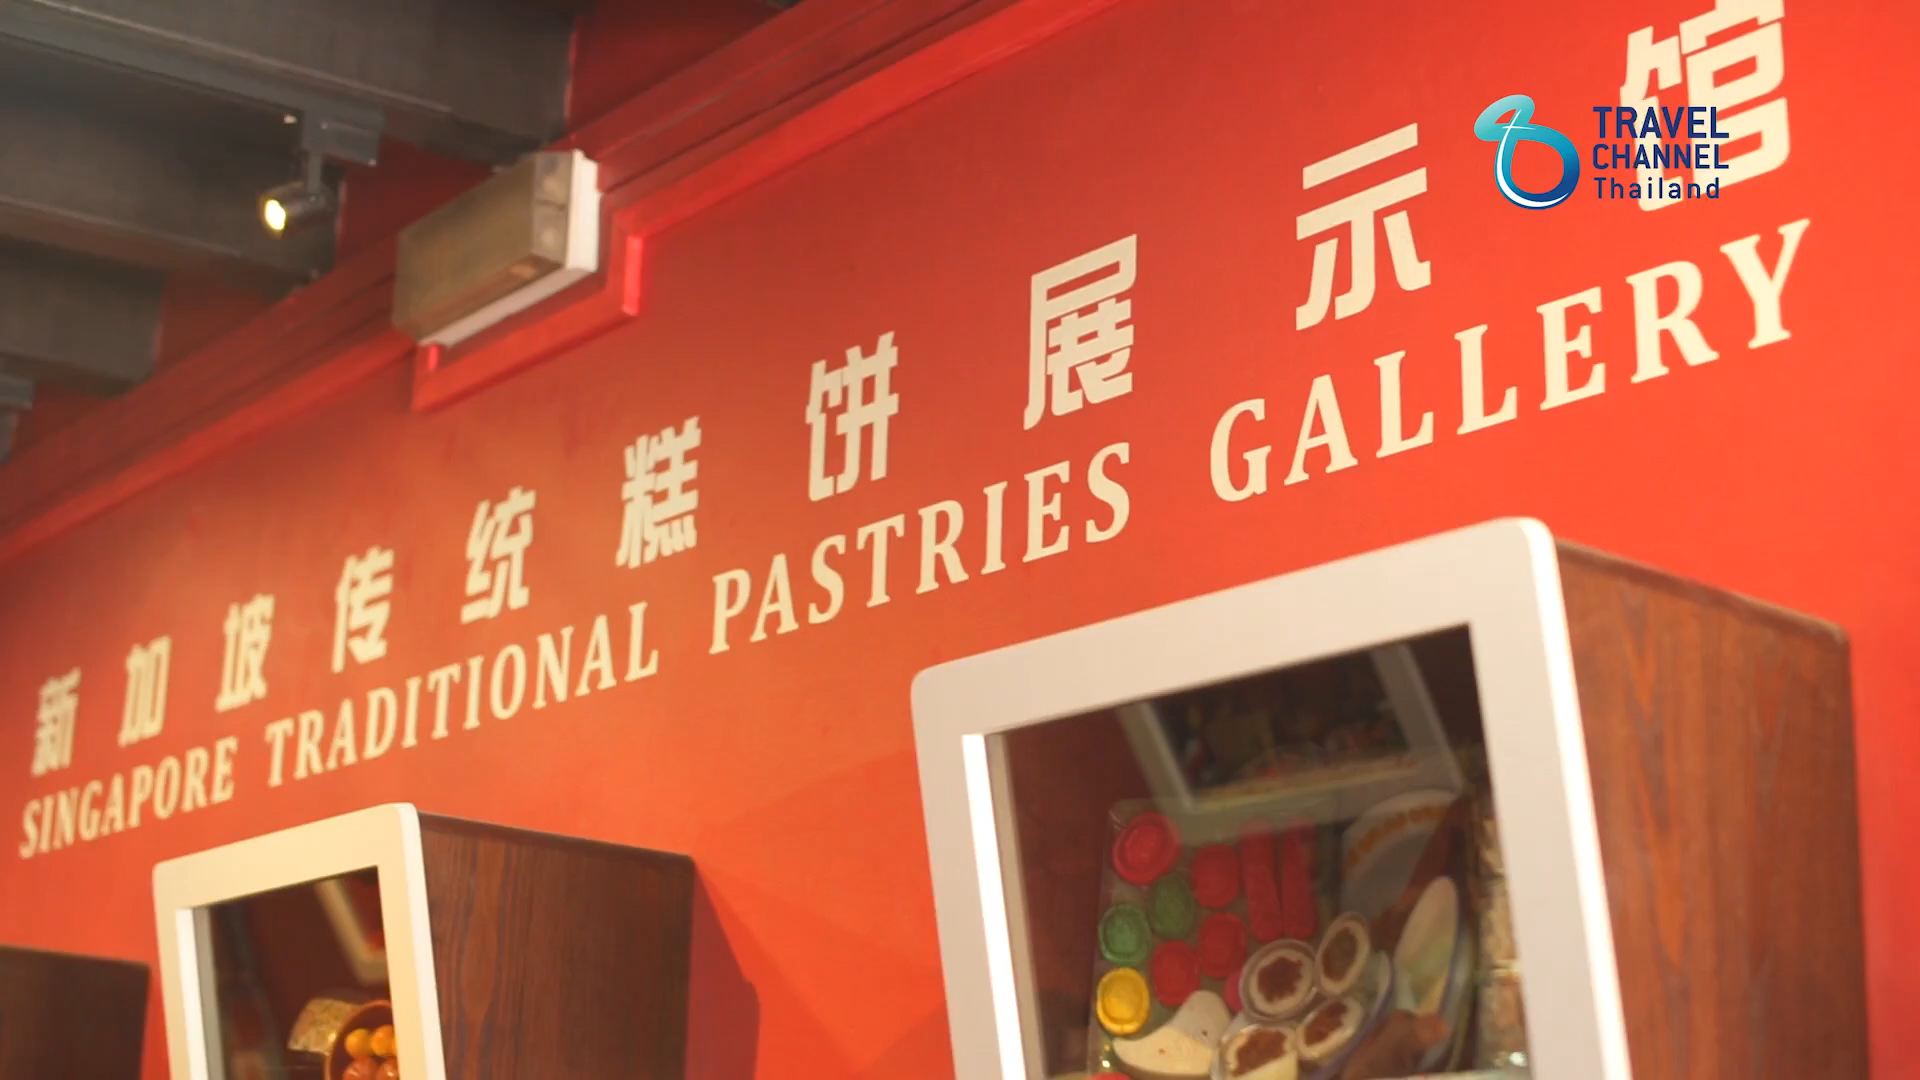 新加坡传统糕饼展示馆
SINGAPORE TRADITIONAL PASTRIES GALLERY
TRAVEL
CHANNEL
Thailand